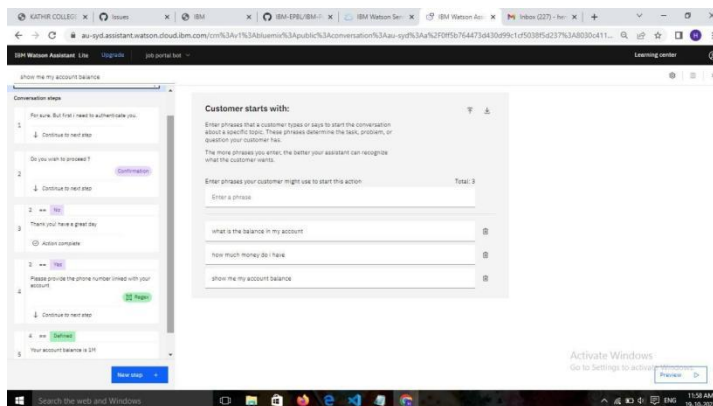 KATHIR COLLEGE
Issues
IBM
IBM-EPBL/IBM-P
IBM Watson Ser
IBM Watson Ass
Inbox (227) - har
au-syd.assistant.watson.cloud.ibm.com/
IBM Watson Assistant Lite Upgrade job portal bot Learning center
show me my account balance
Conversation steps
1
For sure. But first i need to authenticate you.
Continue to next step
2
Do you wish to proceed ?
Confirmation
Continue to next step
2 == No
3
Thank you! have a great day
Action complete
2 == Yes
4
Please provide the phone number linked with your
account
Regex
Continue to next step
4 == Defined
5
Your account balance is $M
New step +
Customer starts with:
Enter phrases that a customer types or says to start the conversation
about a specific topic. These phrases determine the task, problem, or
question your customer has.
The more phrases you enter, the better your assistant can recognize
what the customer wants.
Enter phrases your customer might use to start this action Total: 3
Enter a phrase
what is the balance in my account
how much money do i have
show me my account balance
Activate Windows
Go to Settings to activate Windows.
Preview
Search the web and Windows
ENG
11:58 AM